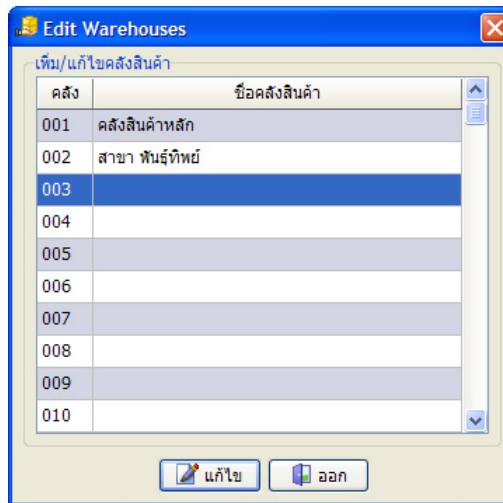 Edit Warehouses
เพิ่ม/แก้ไขคลังสินค้า
คลัง ชื่อคลังสินค้า
001 คลังสินค้าหลัก
002 สาขา พันธุ์ทิพย์
003
004
005
006
007
008
009
010
แก้ไข ออก